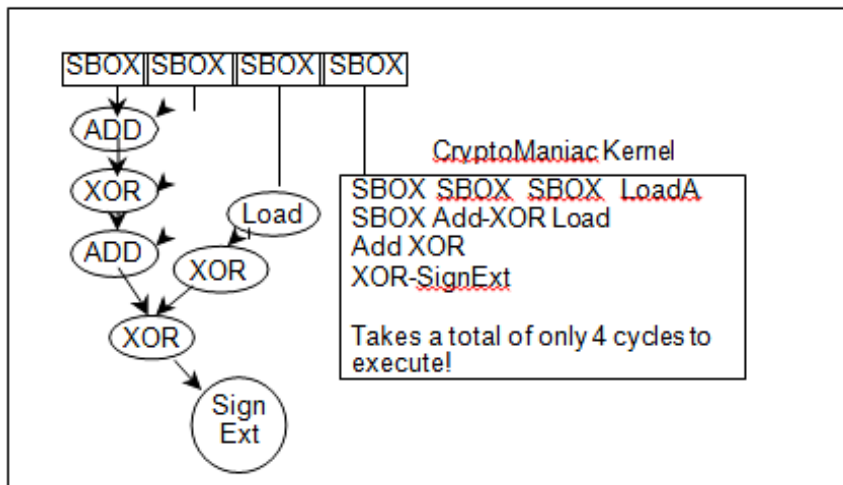 SBOX SBOX SBOX SBOX
ADD
CryptoManiac Kernel
XOR
SBOX SBOX SBOX LoadA
Load
SBOX Add-XOR Load
ADD
Add XOR
XOR
XOR-SignExt
XOR
Takes a total of only 4 cycles to
execute!
Sign
Ext